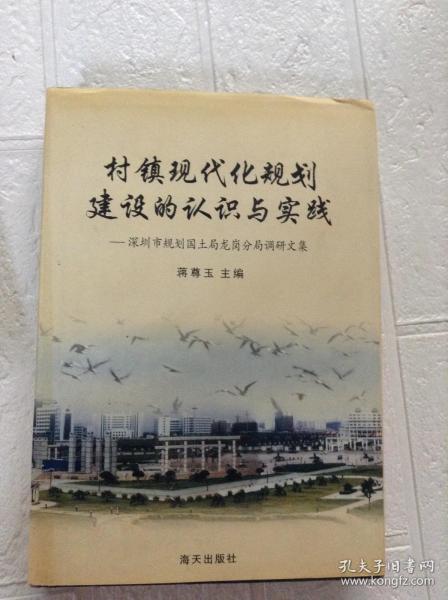 村镇现代化规划
建设的认识与实践
——深圳市规划国土局龙岗分局调研文集
蒋尊玉 主编
海天出版社
孔夫子旧书网
www.kongfz.com